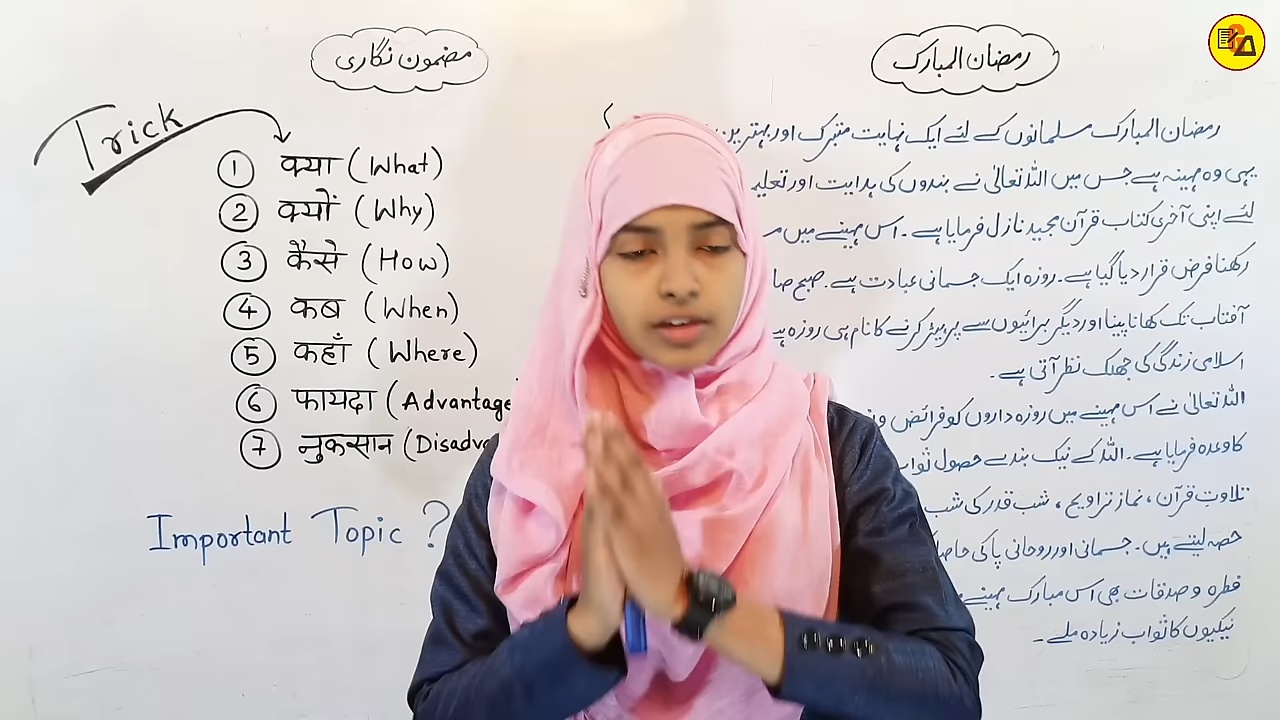 مضمون نگاری
Trick
① क्या (What)
② क्यों (Why)
③ कैसे (How)
④ कब (When)
⑤ कहाँ (Where)
⑥ फायदा (Advantage
⑦ नुकसान (Disadva
Important Topic ?
رمضان المبارک
رمضان المبارک مسلمانوں کے لئے ایک نہایت متبرک اور بہترین
یہی وہ مہینہ ہے جس میں اللہ تعالٰی نے بندوں کی ہدایت اور
لئے اپنی آخری کتاب قرآن مجید نازل فرمایا ہے۔ اس مہینے میں
رکھنا فرض قرار دیا گیا ہے۔ روزہ ایک جسمانی عبادت ہے۔ صبح
آفتاب تک کھانا پینا اور دیگر برائیوں سے پرہیز کرنے کا نام ہی روزہ ہے
اسلامی زندگی کی جھلک نظر آتی ہے۔
اللہ تعالٰی نے اس مہینے میں روزہ داروں کو فرائض و
کا وعدہ فرمایا ہے۔ اللہ کے نیک بندے حصول ثواب
تلاوتِ قرآن، نماز تراویح، شب قدر کی شب
حصہ لیتے ہیں۔ جسمانی اور روحانی پاکی
فطرہ و صدقات بھی اس مبارک مہینے
نیکیوں کا ثواب زیادہ ملے۔